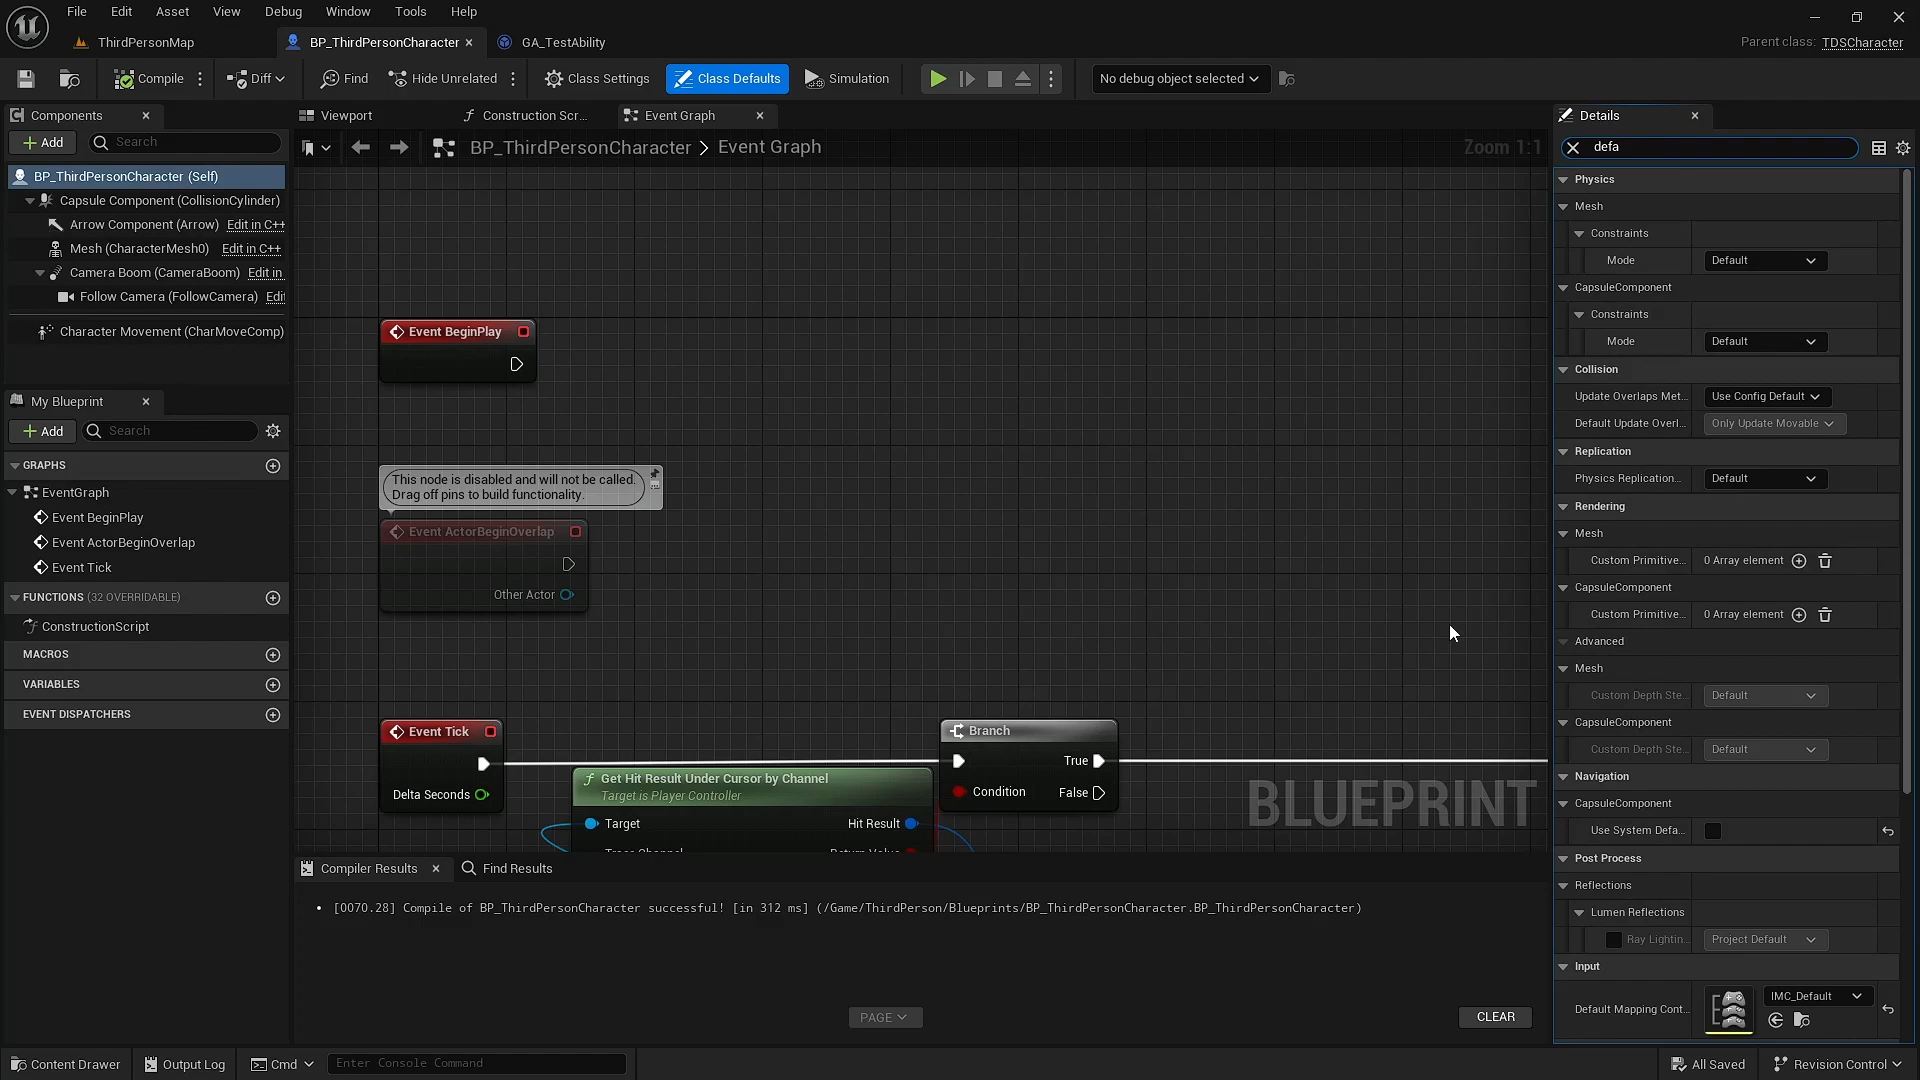 File Edit Asset View Debug Window Tools Help
ThirdPersonMap
BP_ThirdPersonCharacter
GA_TestAbility
Parent class: TDSCharacter
Compile
Diff
Find
Hide Unrelated
Class Settings
Class Defaults
Simulation
No debug object selected
Components
Add
Search
BP_ThirdPersonCharacter (Self)
Capsule Component (CollisionCylinder)
Arrow Component (Arrow) Edit in C++
Mesh (CharacterMesh0) Edit in C++
Camera Boom (CameraBoom) Edit in
Follow Camera (FollowCamera) Edit
Character Movement (CharMoveComp)
My Blueprint
Add
Search
GRAPHS
EventGraph
Event BeginPlay
Event ActorBeginOverlap
Event Tick
FUNCTIONS (32 OVERRIDABLE)
ConstructionScript
MACROS
VARIABLES
EVENT DISPATCHERS
Viewport
Construction Scr...
Event Graph
BP_ThirdPersonCharacter > Event Graph
Zoom 1:1
Event BeginPlay
This node is disabled and will not be called.
Drag off pins to build functionality.
Event ActorBeginOverlap
Other Actor
Event Tick
Delta Seconds
Get Hit Result Under Cursor by Channel
Target is Player Controller
Target
Hit Result
Branch
True
Condition
False
BLUEPRINT
Compiler Results
Find Results
• [0070.28] Compile of BP_ThirdPersonCharacter successful! [in 312 ms] (/Game/ThirdPerson/Blueprints/BP_ThirdPersonCharacter.BP_ThirdPersonCharacter)
PAGE
CLEAR
Details
defa
Physics
Mesh
Constraints
Mode Default
CapsuleComponent
Constraints
Mode Default
Collision
Update Overlaps Met... Use Config Default
Default Update Overl... Only Update Movable
Replication
Physics Replication... Default
Rendering
Mesh
Custom Primitive... 0 Array element
CapsuleComponent
Custom Primitive... 0 Array element
Advanced
Mesh
Custom Depth Ste... Default
CapsuleComponent
Custom Depth Ste... Default
Navigation
CapsuleComponent
Use System Defa...
Post Process
Reflections
Lumen Reflections
Ray Lightin... Project Default
Input
Default Mapping Cont... IMC_Default
Content Drawer
Output Log
Cmd
Enter Console Command
All Saved
Revision Control